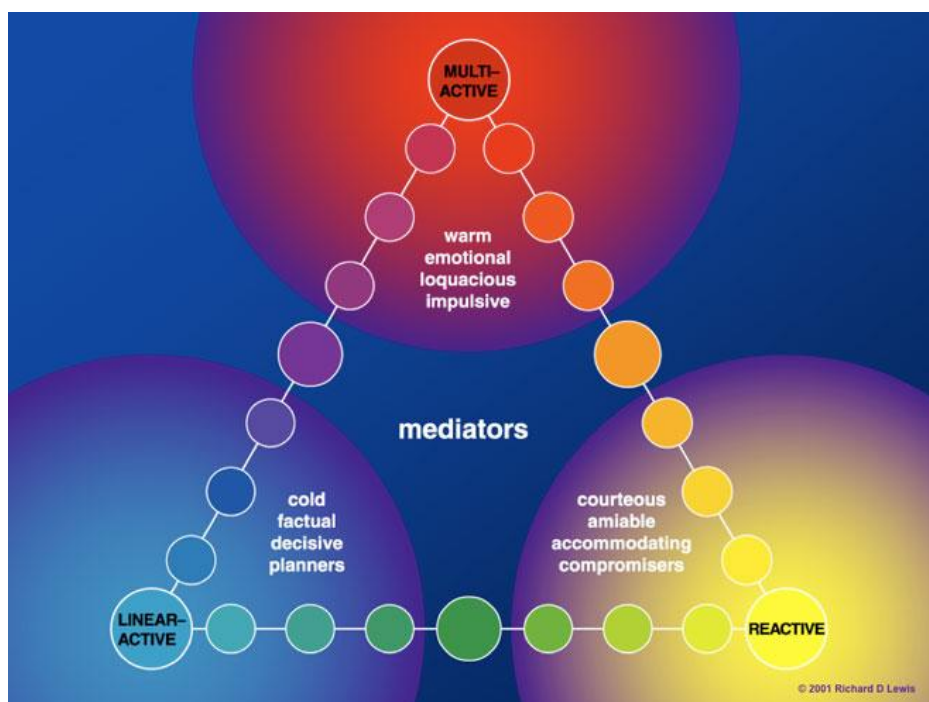 MULTI–
ACTIVE
warm
emotional
loquacious
impulsive
mediators
cold
factual
decisive
planners
courteous
amiable
accommodating
compromisers
LINEAR–
ACTIVE
REACTIVE
© 2001 Richard D Lewis